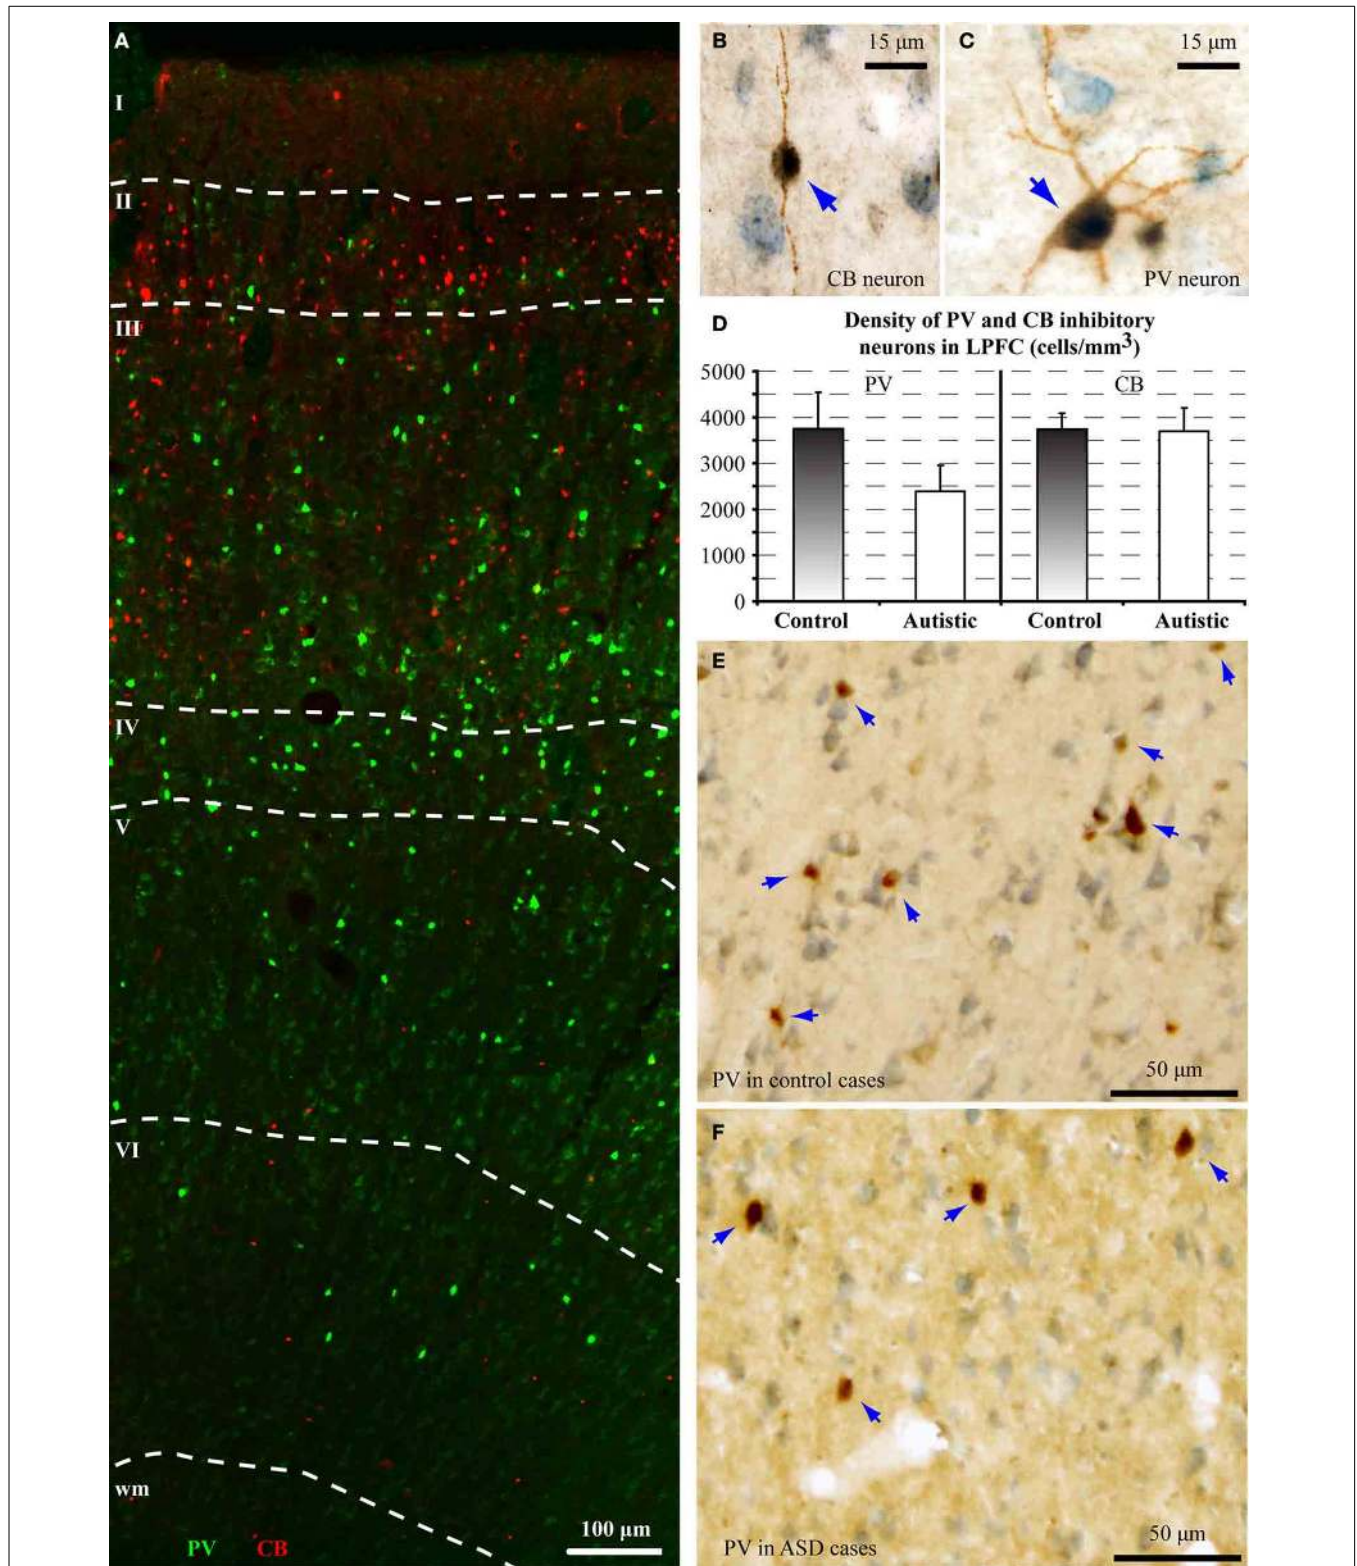 A
I
II
III
IV
V
VI
wm
PV CB
100 µm
B
15 µm
CB neuron
C
15 µm
PV neuron
D
Density of PV and CB inhibitory
neurons in LPFC (cells/mm3)
PV CB
5000
4000
3000
2000
1000
0
Control Autistic Control Autistic
E
PV in control cases
50 µm
F
PV in ASD cases
50 µm